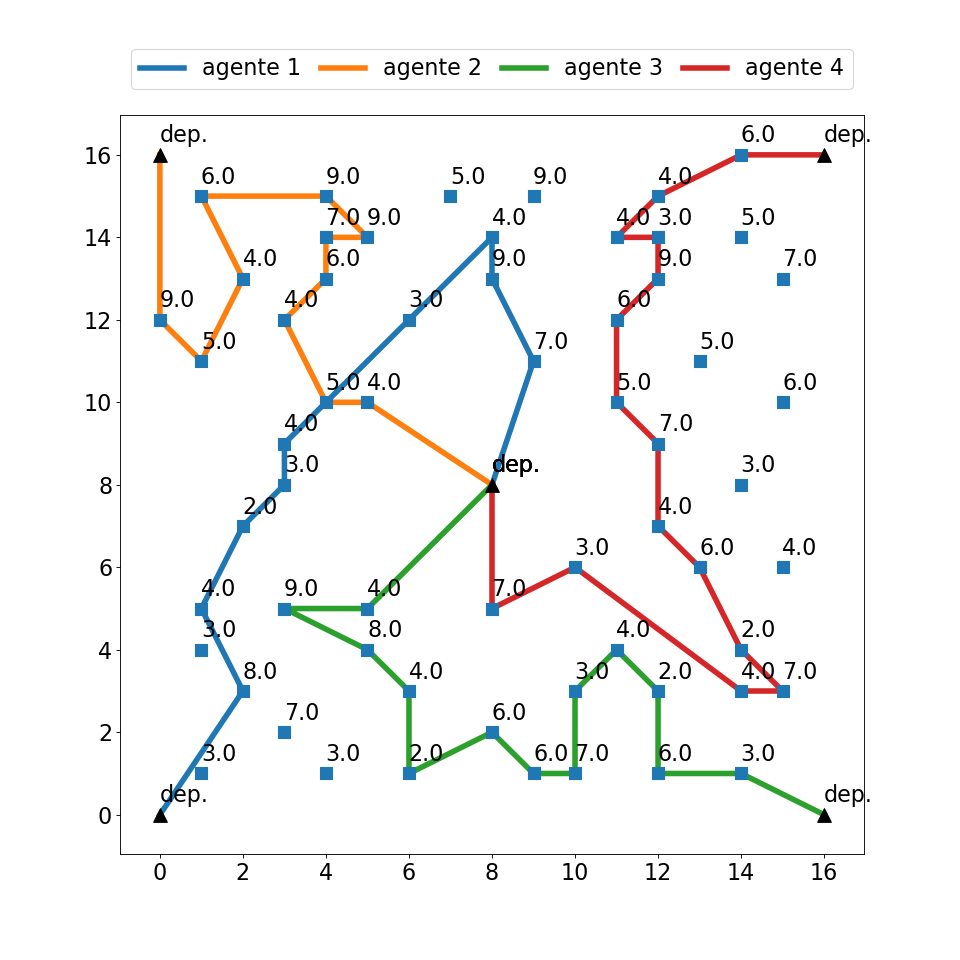 agente 1 agente 2 agente 3 agente 4
dep. 6.0 dep.
16
6.0 9.0 5.0 9.0 4.0
7.0 9.0 4.0 4.0 3.0 5.0
14
4.0 6.0 9.0 9.0 7.0
9.0 4.0 3.0 6.0
12
5.0 7.0 5.0
5.0 4.0 5.0 6.0
10
4.0 7.0
3.0 dep. dep. 3.0
8
2.0 4.0
3.0 6.0 4.0
6
4.0 9.0 4.0 7.0
3.0 8.0 4.0 2.0
4
8.0 4.0 3.0 2.0 4.0 7.0
7.0 6.0
2
3.0 3.0 2.0 6.0 7.0 6.0 3.0
dep. dep.
0
0 2 4 6 8 10 12 14 16